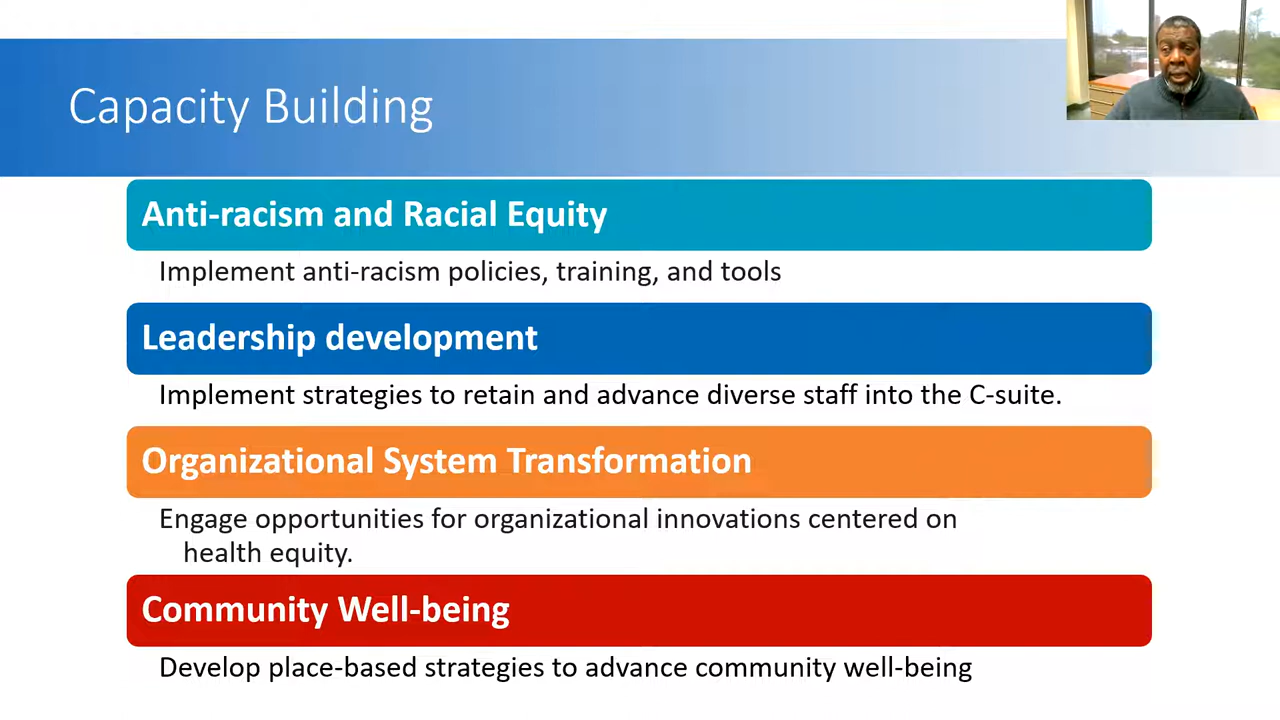 Capacity Building
Anti-racism and Racial Equity
Implement anti-racism policies, training, and tools
Leadership development
Implement strategies to retain and advance diverse staff into the C-suite.
Organizational System Transformation
Engage opportunities for organizational innovations centered on
health equity.
Community Well-being
Develop place-based strategies to advance community well-being